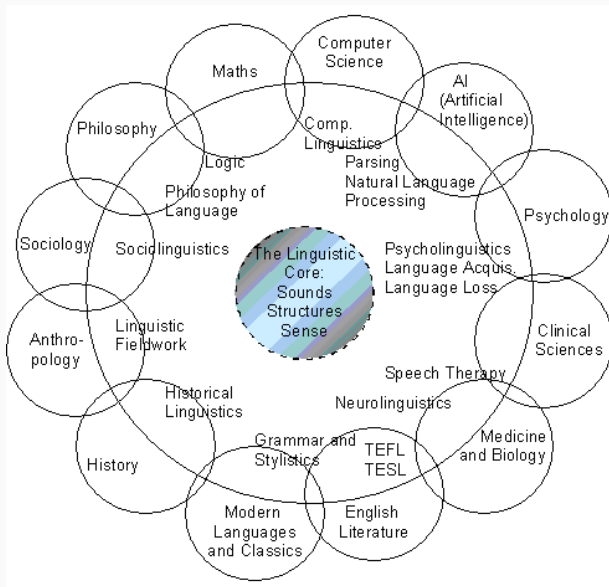 Computer
Science
Maths
AI
(Artificial
Intelligence)
Philosophy
Comp.
Linguistics
Logic
Parsing
Natural Language
Processing
Philosophy of
Language
Psychology
Sociology
Sociolinguistics
The Linguistic
Core:
Sounds
Structures
Sense
Psycholinguistics
Language Acquis.
Language Loss
Anthro-
pology
Linguistic
Fieldwork
Clinical
Sciences
Speech Therapy
Historical
Linguistics
Neurolinguistics
History
Grammar and
Stylistics
TEFL
TESL
Medicine
and Biology
Modern
Languages
and Classics
English
Literature